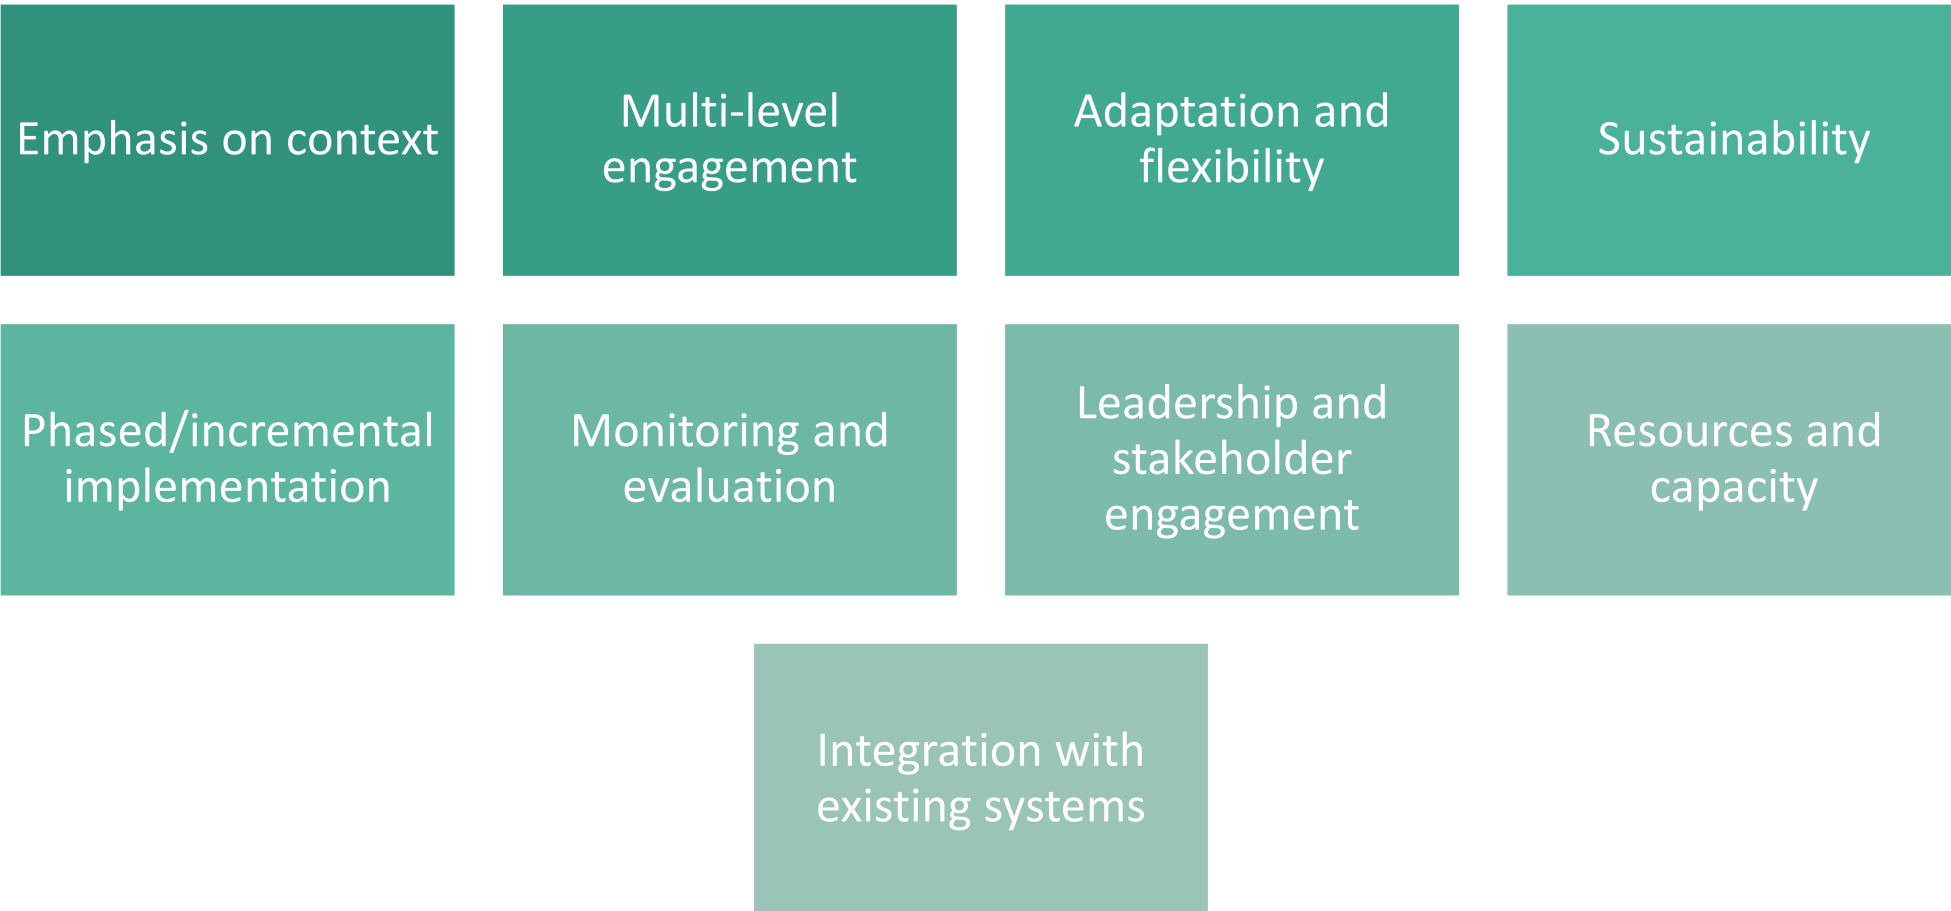 Emphasis on context
Multi-level
engagement
Adaptation and
flexibility
Sustainability
Phased/incremental
implementation
Monitoring and
evaluation
Leadership and
stakeholder
engagement
Resources and
capacity
Integration with
existing systems